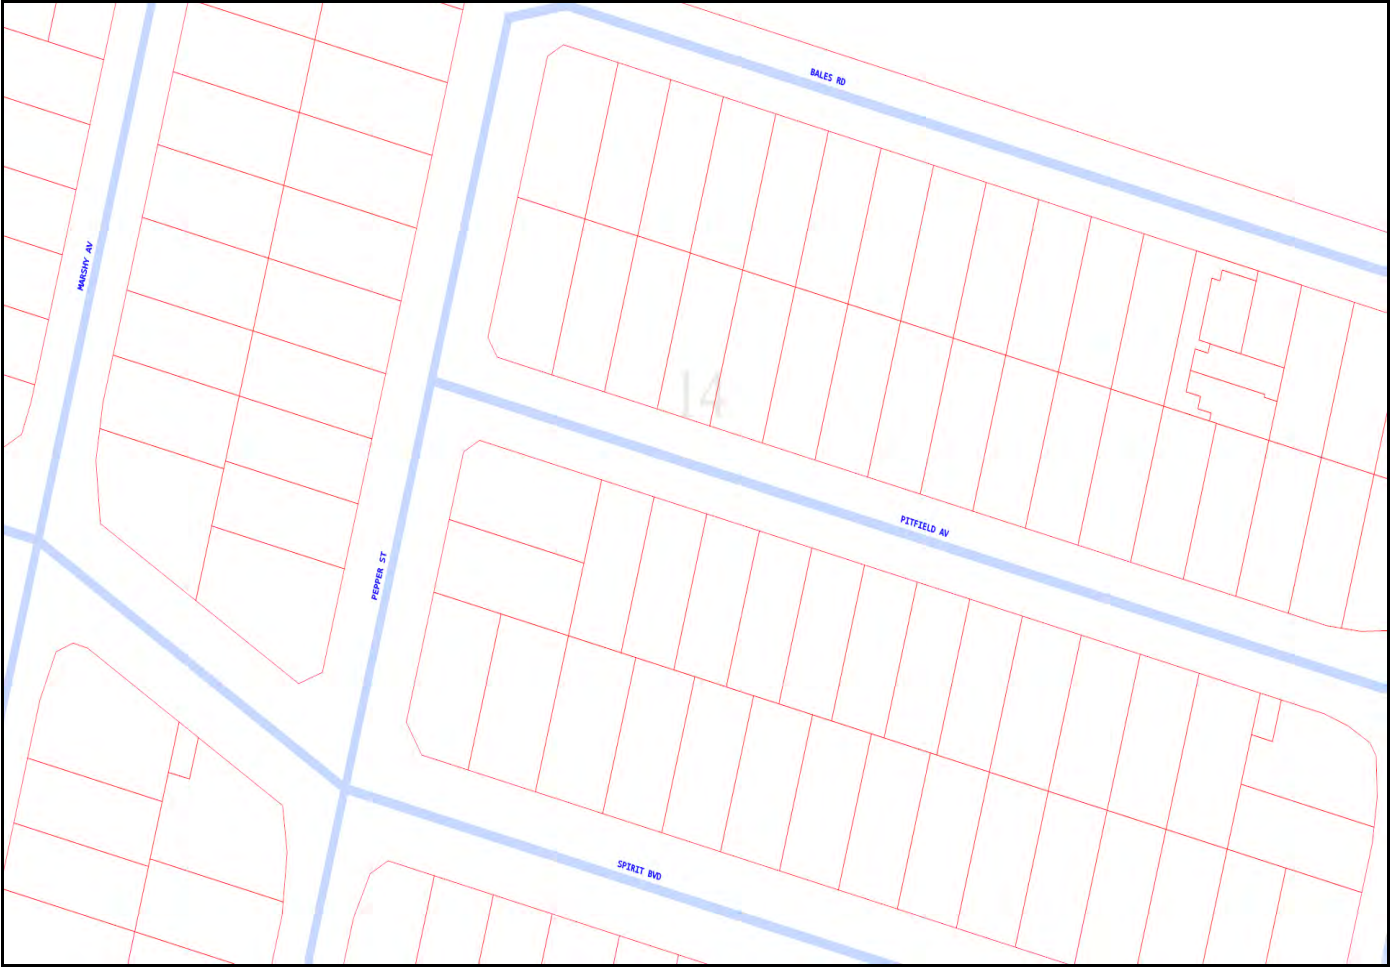 BALES RD
MARSHY AV
14
PITFIELD AV
PEPPER ST
SPIRIT BVD